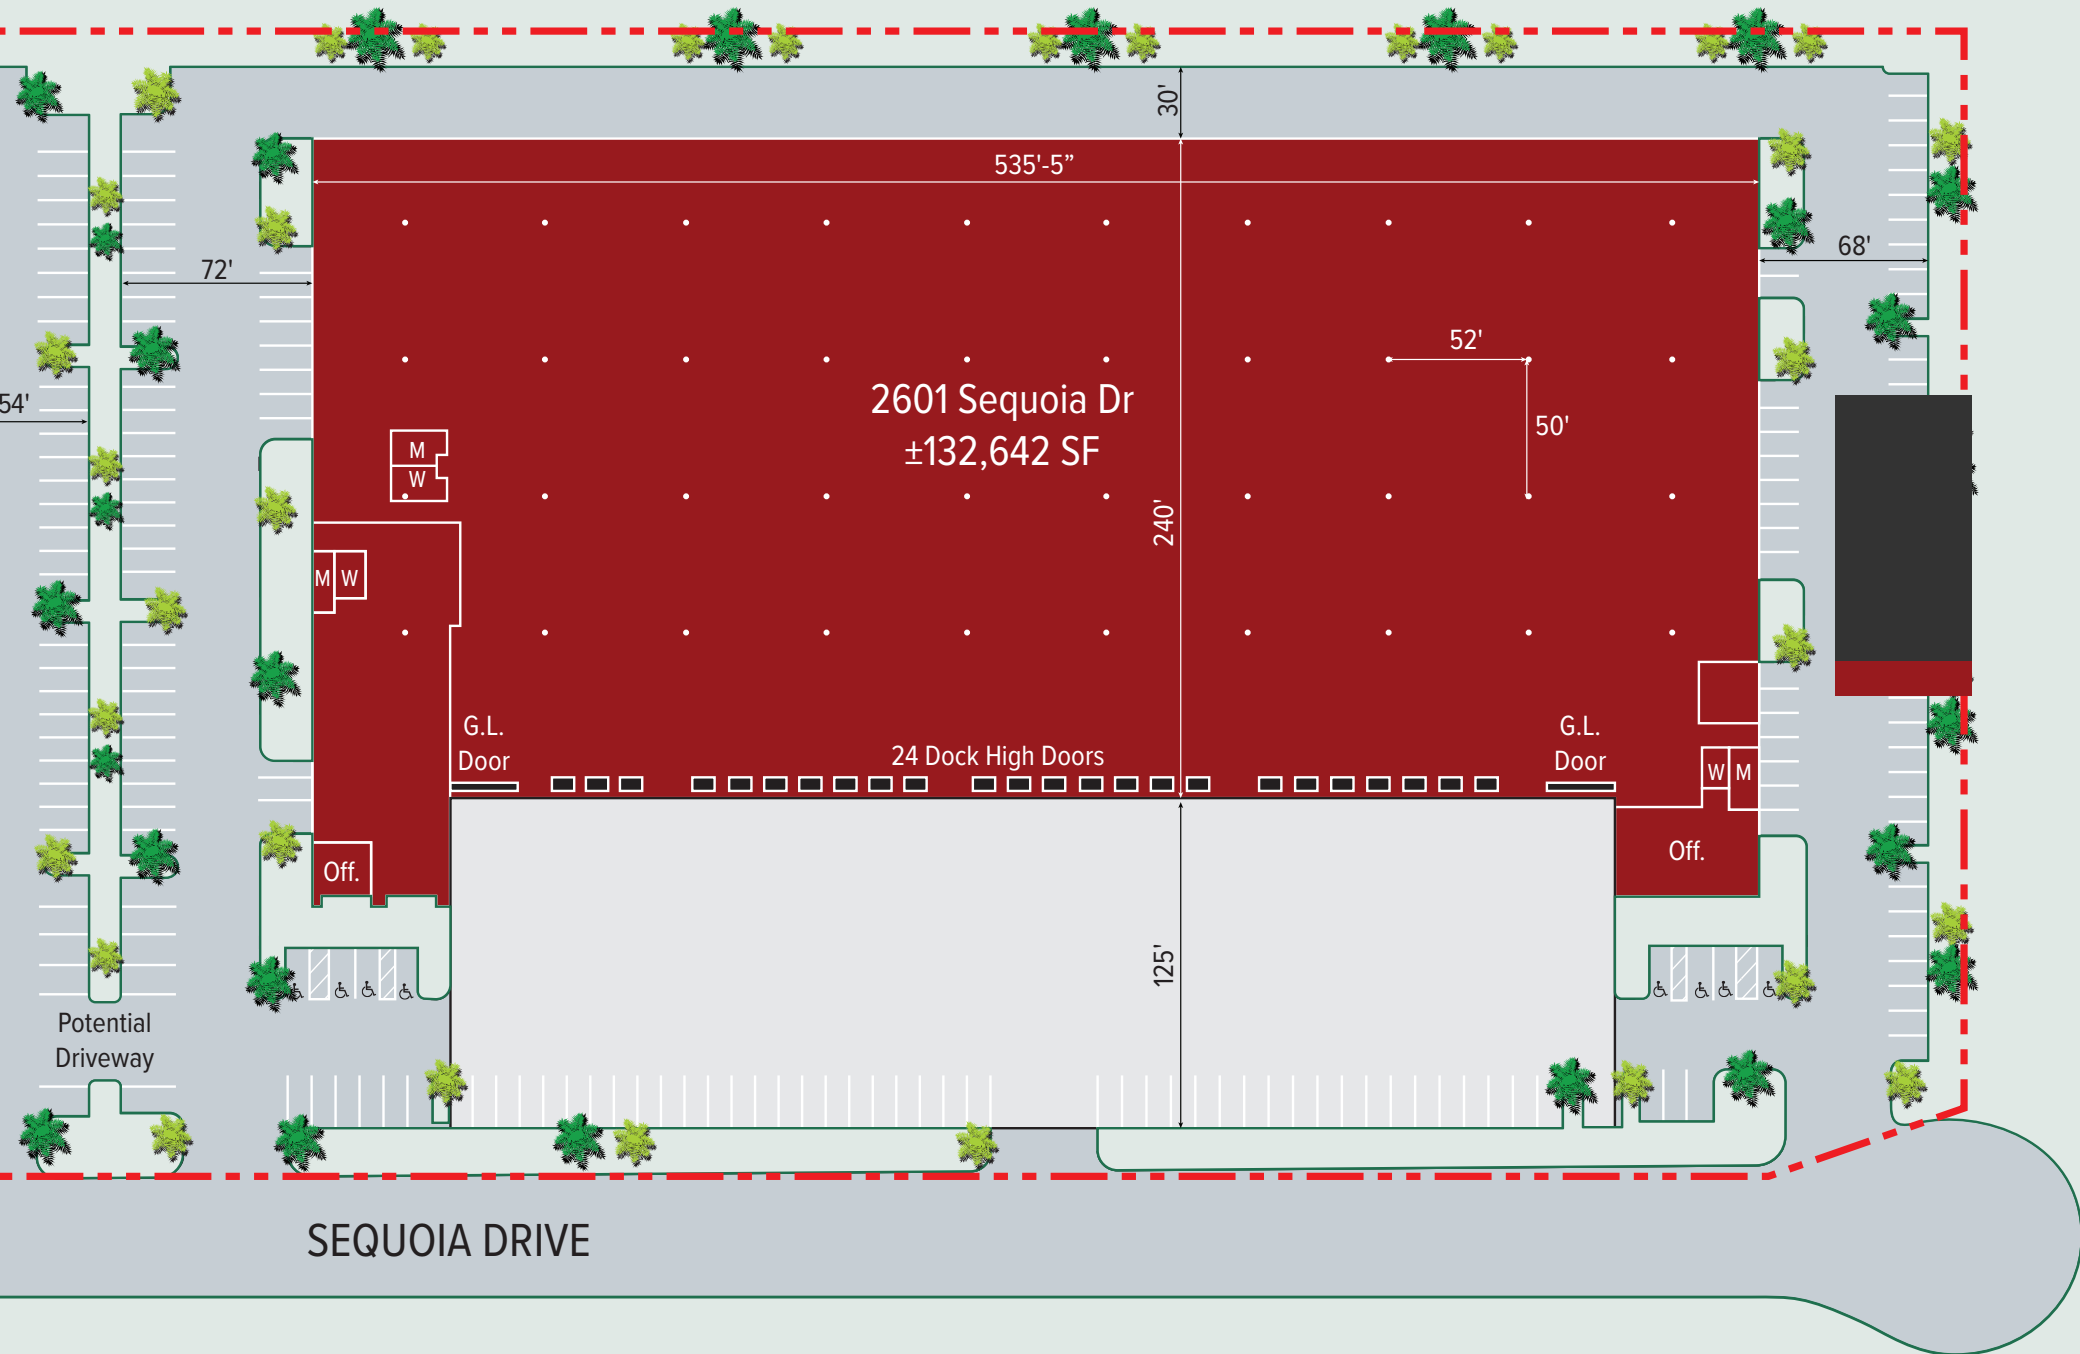 30'
535'-5”
72'
68'
52'
54'
2601 Sequoia Dr
±132,642 SF
50'
M
W
240'
M W
G.L.
Door
24 Dock High Doors
G.L.
Door
W M
Off.
Off.
125'
Potential
Driveway
SEQUOIA DRIVE